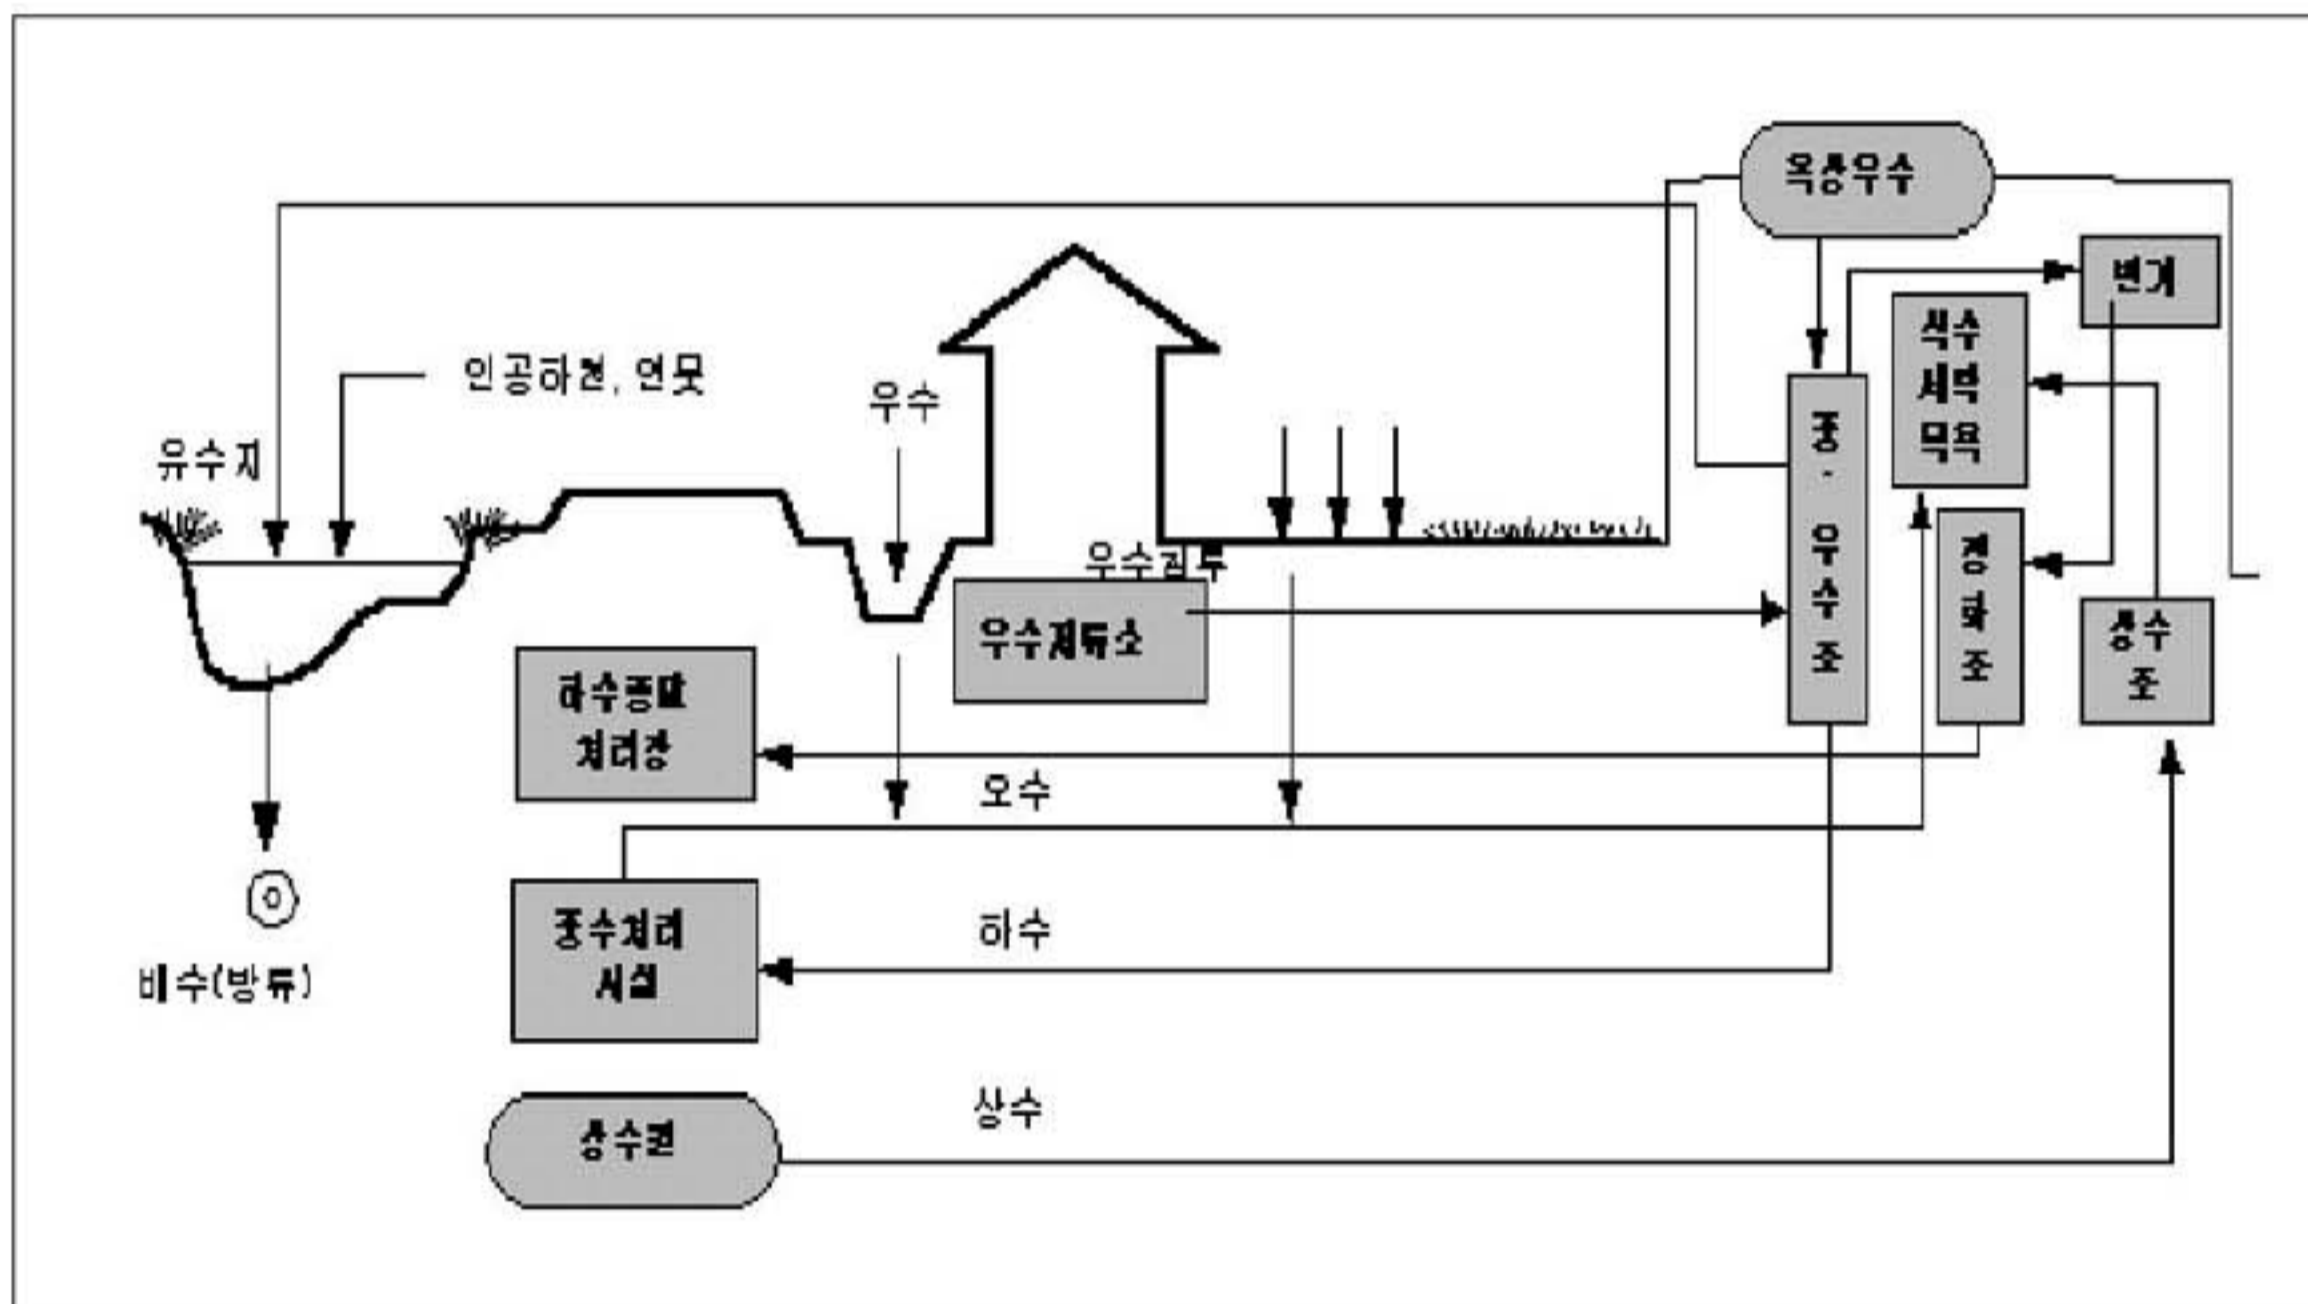 옥상우수
변기
식수
세탁
목욕
인공하천, 연못
우수
유수지
중·우수조
정화조
상수
조
우수침투
우수저류소
하수종말
처리장
오수
중수처리
시설
하수
배수(방류)
상수
상수원